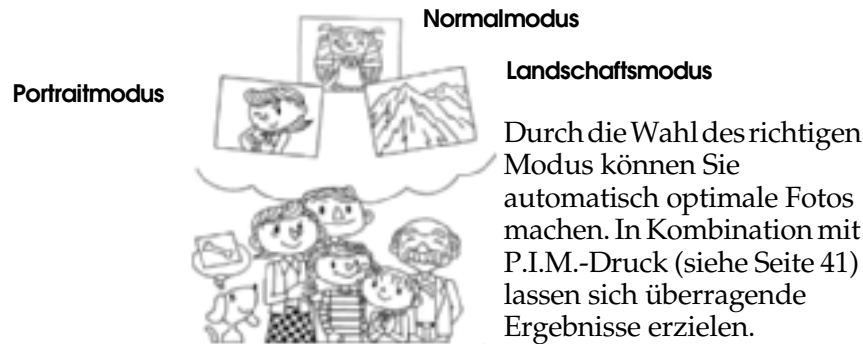 Normalmodus
Landschaftsmodus
Portraitmodus
Durch die Wahl des richtigen
Modus können Sie
automatisch optimale Fotos
machen. In Kombination mit
P.I.M.-Druck (siehe Seite 41)
lassen sich überragende
Ergebnisse erzielen.